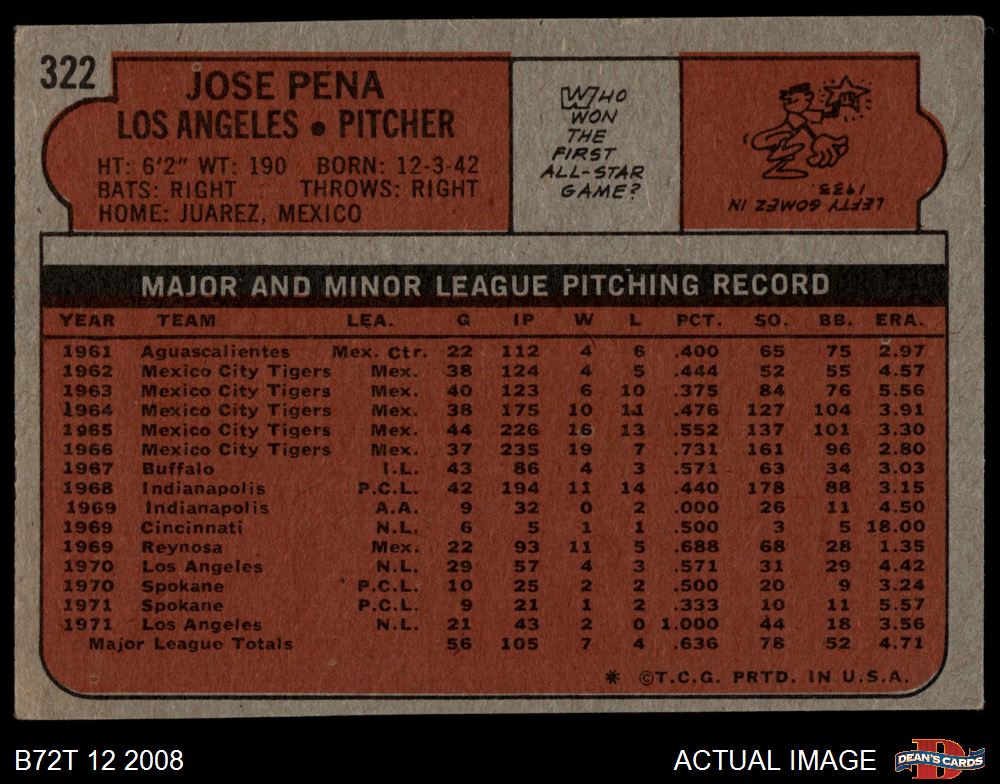 322
JOSE PENA
LOS ANGELES • PITCHER
HT: 6'2" WT: 190 BORN: 12-3-42
BATS: RIGHT THROWS: RIGHT
HOME: JUAREZ, MEXICO
WHO
WON
THE
FIRST
ALL-STAR
GAME?
LEFTY GOMEZ IN
1933.
MAJOR AND MINOR LEAGUE PITCHING RECORD
YEAR TEAM LEA. G IP W L PCT. SO. BB. ERA.
1961 Aguascalientes Mex. Ctr. 22 112 4 6 .400 65 75 2.97
1962 Mexico City Tigers Mex. 38 124 4 5 .444 52 55 4.57
1963 Mexico City Tigers Mex. 40 123 6 10 .375 84 76 5.56
1964 Mexico City Tigers Mex. 38 175 10 11 .476 127 104 3.91
1965 Mexico City Tigers Mex. 44 226 16 13 .552 137 101 3.30
1966 Mexico City Tigers Mex. 37 235 19 7 .731 161 96 2.80
1967 Buffalo I.L. 43 86 4 3 .571 63 34 3.03
1968 Indianapolis P.C.L. 42 194 11 14 .440 178 88 3.15
1969 Indianapolis A.A. 9 32 0 2 .000 26 11 4.50
1969 Cincinnati N.L. 6 5 1 1 .500 3 5 18.00
1969 Reynosa Mex. 22 93 11 5 .688 68 28 1.35
1970 Los Angeles N.L. 29 57 4 3 .571 31 29 4.42
1970 Spokane P.C.L. 10 25 2 2 .500 20 9 3.24
1971 Spokane P.C.L. 9 21 1 2 .333 10 11 5.57
1971 Los Angeles N.L. 21 43 2 0 1.000 44 18 3.56
Major League Totals 56 105 7 4 .636 78 52 4.71
* ©T.C.G. PRTD. IN U.S.A.
B72T 12 2008
ACTUAL IMAGE
DEAN'S CARDS